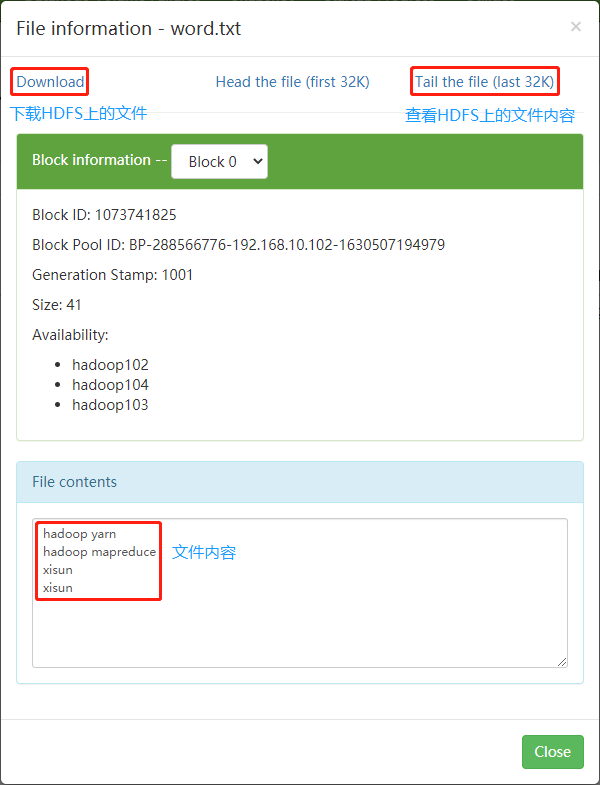 File information - word.txt
×
Download
Head the file (first 32K)
Tail the file (last 32K)
下载HDFS上的文件
查看HDFS上的文件内容
Block information -- Block 0
Block ID: 1073741825
Block Pool ID: BP-288566776-192.168.10.102-1630507194979
Generation Stamp: 1001
Size: 41
Availability:
hadoop102
hadoop104
hadoop103
File contents
hadoop yarn
hadoop mapreduce
xisun
xisun
文件内容
Close